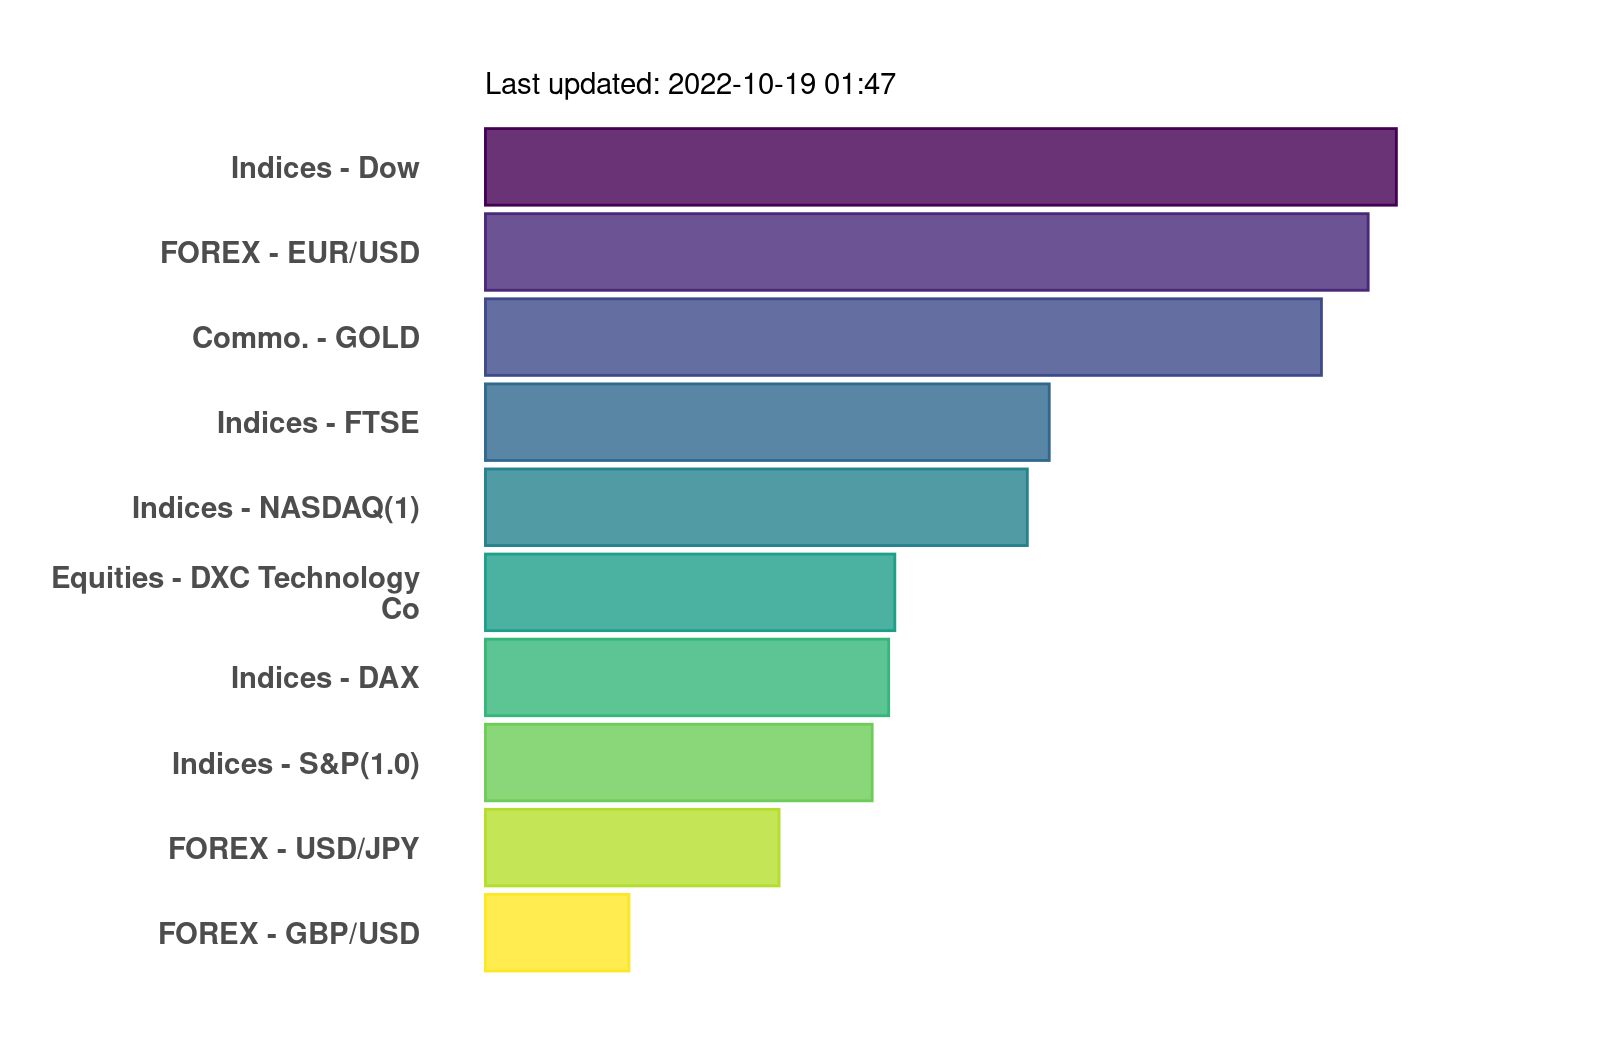 Last updated: 2022-10-19 01:47
Indices - Dow
FOREX - EUR/USD
Commo. - GOLD
Indices - FTSE
Indices - NASDAQ(1)
Equities - DXC Technology
Co
Indices - DAX
Indices - S&P(1.0)
FOREX - USD/JPY
FOREX - GBP/USD